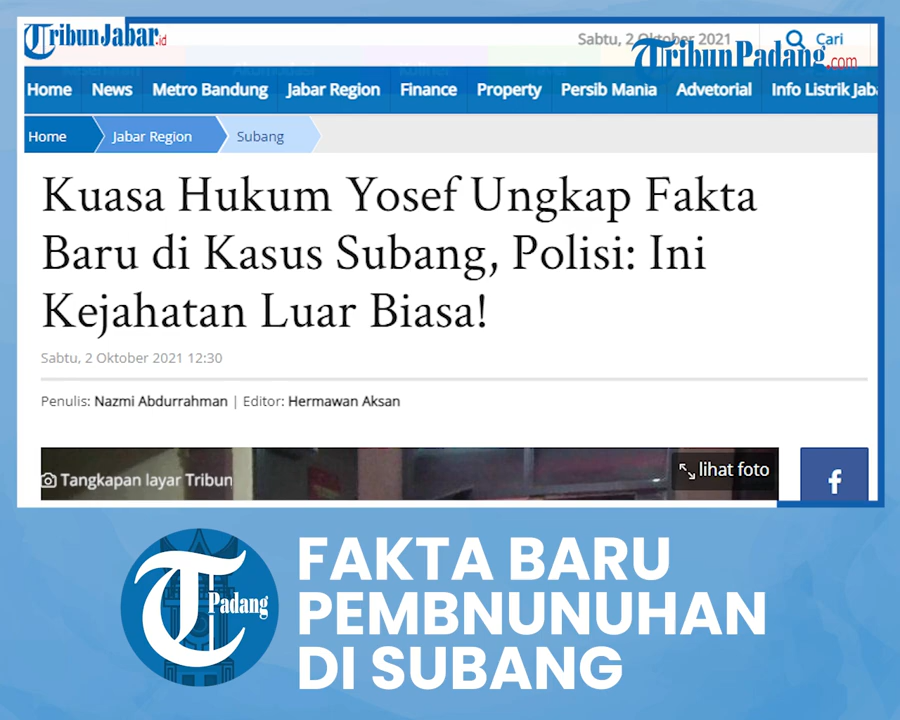 TribunJabar.id
Sabtu, 2 Oktober 2021
Cari
TribunPadang.com
Home News Metro Bandung Jabar Region Finance Property Persib Mania Advetorial Info Listrik Jaba
Home Jabar Region Subang
Kuasa Hukum Yosef Ungkap Fakta
Baru di Kasus Subang, Polisi: Ini
Kejahatan Luar Biasa!
Sabtu, 2 Oktober 2021 12:30
Penulis: Nazmi Abdurrahman | Editor: Hermawan Aksan
Tangkapan layar Tribun
lihat foto
f
T Padang
FAKTA BARU
PEMBNUNUHAN
DI SUBANG